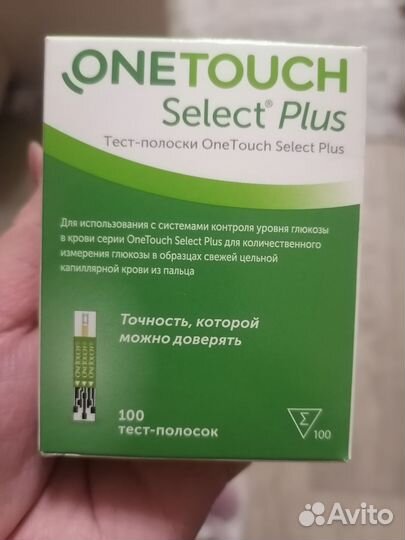 ONETOUCH
Select® Plus
Тест-полоски OneTouch Select Plus
Для использования с системами контроля уровня глюкозы
в крови серии OneTouch Select Plus для количественного
измерения глюкозы в образцах свежей цельной
капиллярной крови из пальца
Точность, которой
можно доверять
100
тест-полосок
Σ
100
Avito